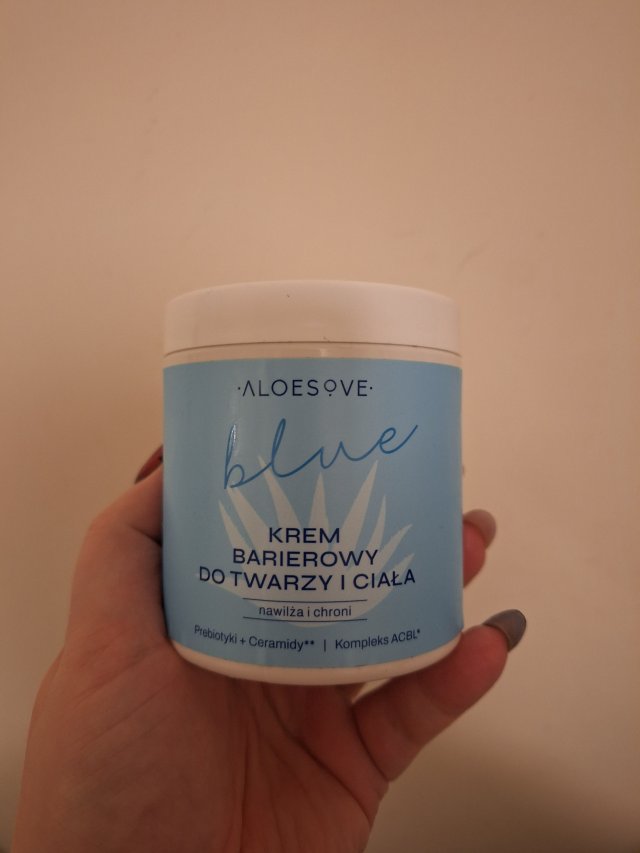 ·ALOESOVE·
blue
KREM
BARIEROWY
DO TWARZY I CIAŁA
nawilża i chroni
Prebiotyki + Ceramidy** | Kompleks ACBL*